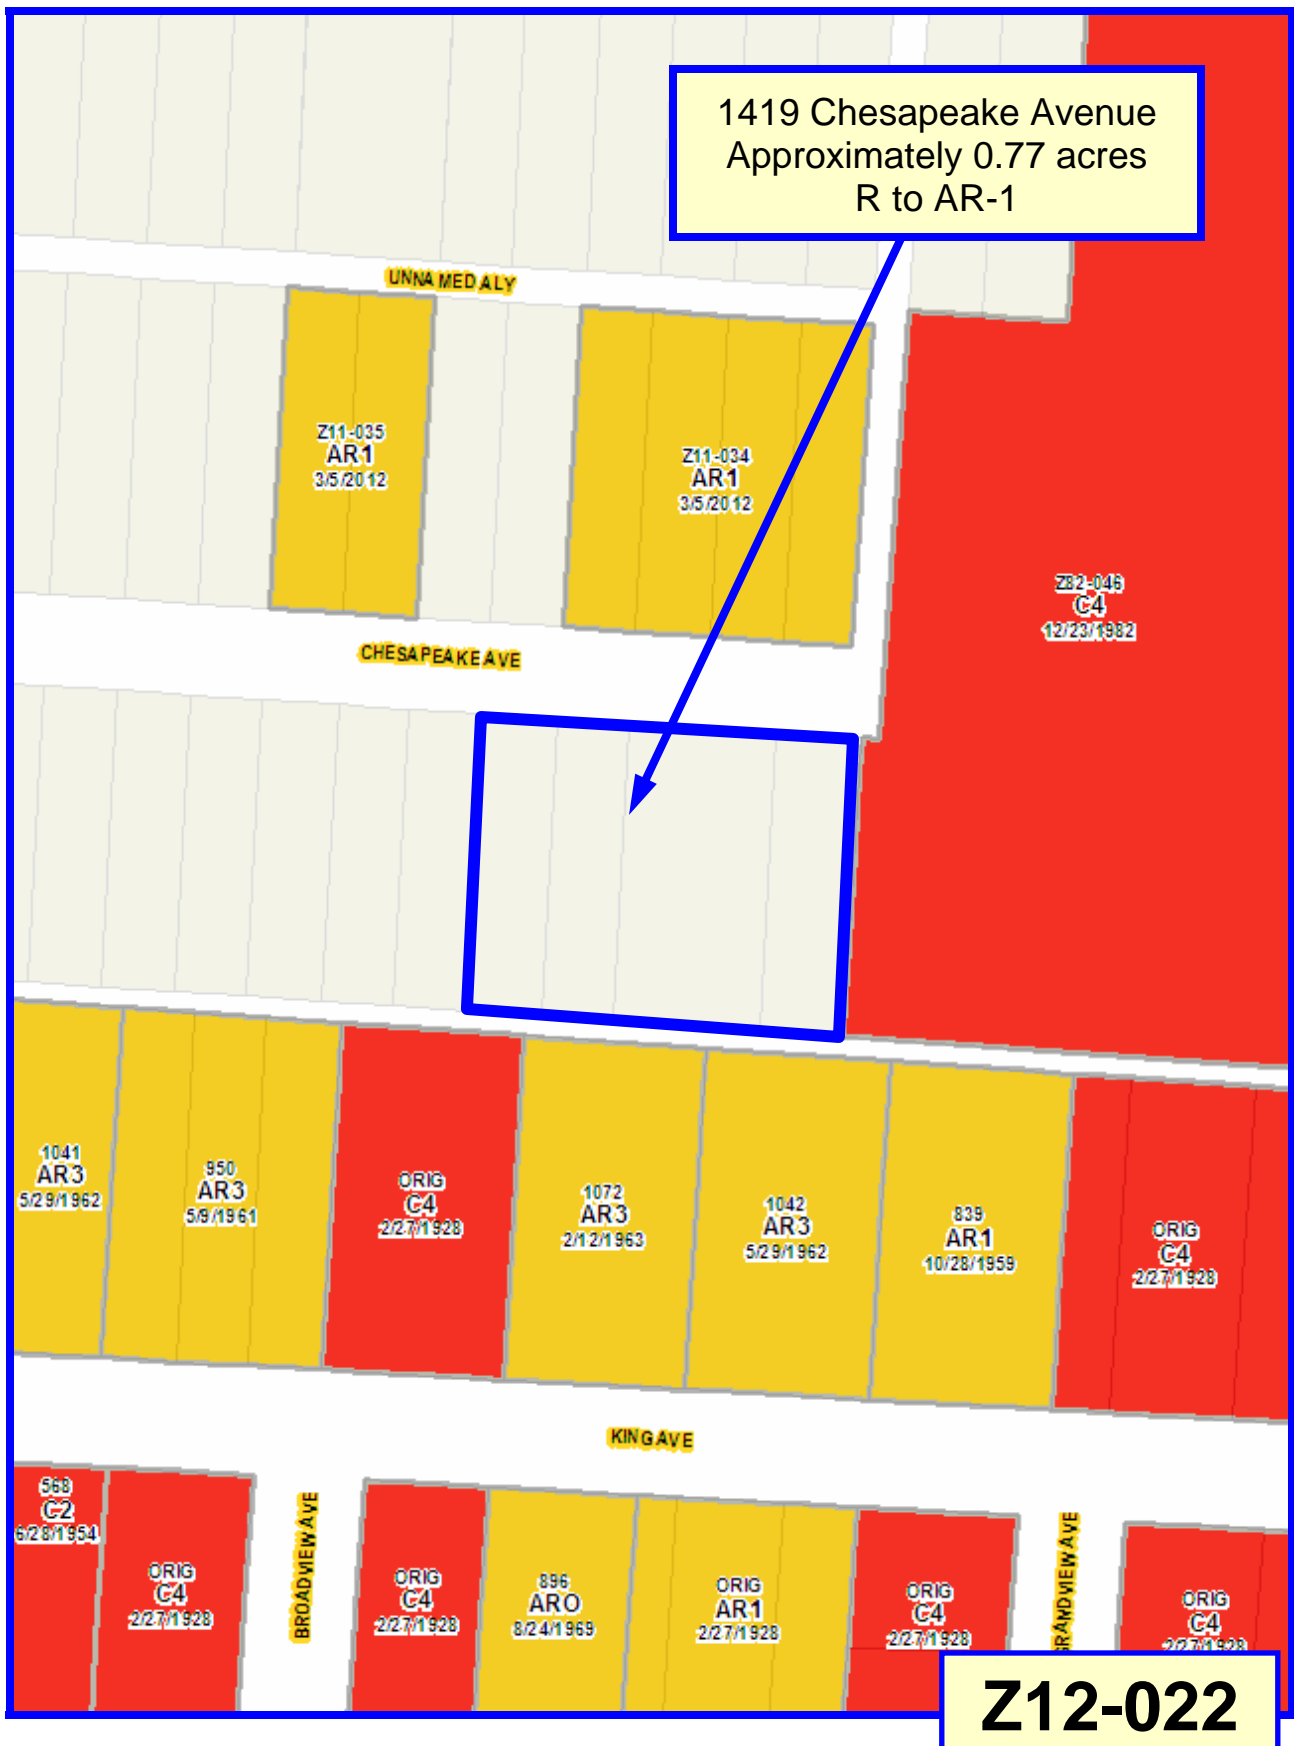 1419 Chesapeake Avenue
Approximately 0.77 acres
R to AR-1
UNNAMED ALY
Z11-035
AR1
3/5/2012
Z11-034
AR1
3/5/2012
Z82-046
C4
12/23/1982
CHESAPEAKE AVE
1041
AR3
5/29/1962
950
AR3
5/9/1961
ORIG
C4
2/27/1928
1072
AR3
2/12/1963
1042
AR3
5/29/1962
839
AR1
10/28/1959
ORIG
C4
2/27/1928
KING AVE
568
C2
6/28/1954
ORIG
C4
2/27/1928
BROADVIEW AVE
ORIG
C4
2/27/1928
896
ARO
8/24/1969
ORIG
AR1
2/27/1928
ORIG
C4
2/27/1928
GRANDVIEW AVE
ORIG
C4
2/27/1928
Z12-022